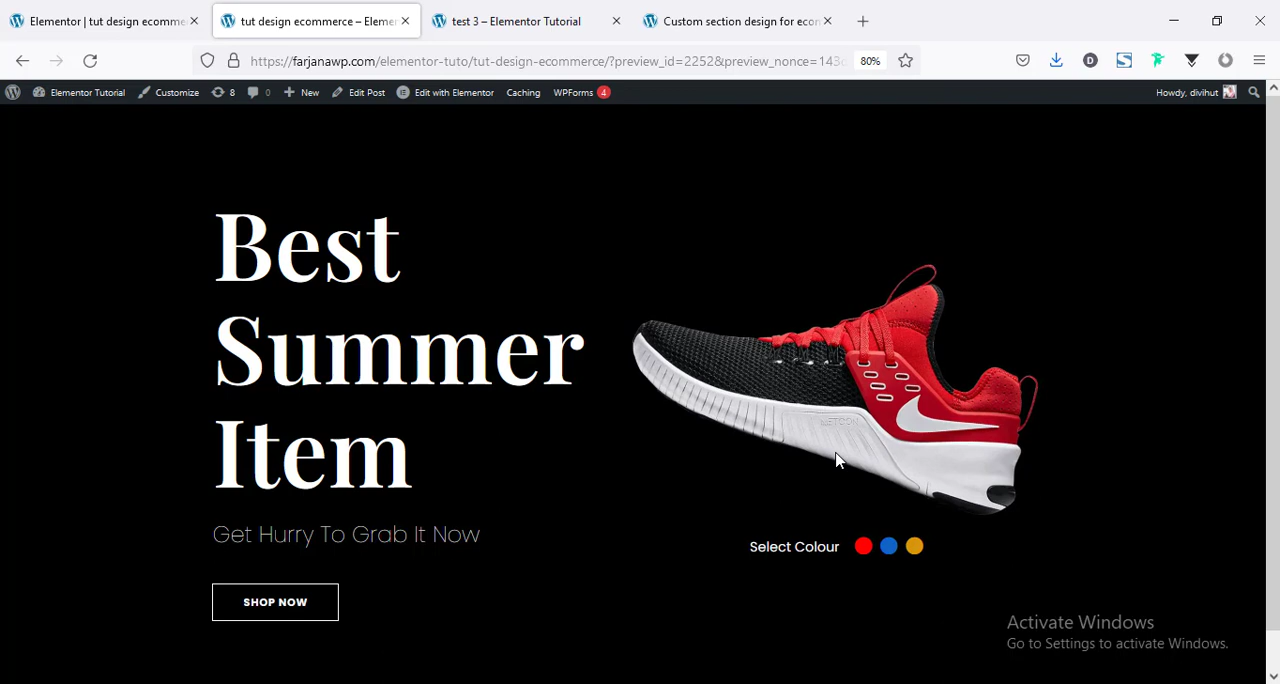 Elementor | tut design ecomme
tut design ecommerce – Eleme
test 3 – Elementor Tutorial
Custom section design for econ
https://farjanawp.com/elementor-tuto/tut-design-ecommerce/?preview_id=2252&preview_nonce=143
80%
Elementor Tutorial
Customize
8
0
New
Edit Post
Edit with Elementor
Caching
WPForms 4
Howdy, divihut
Best
Summer
Item
Get Hurry To Grab It Now
SHOP NOW
Select Colour
Activate Windows
Go to Settings to activate Windows.